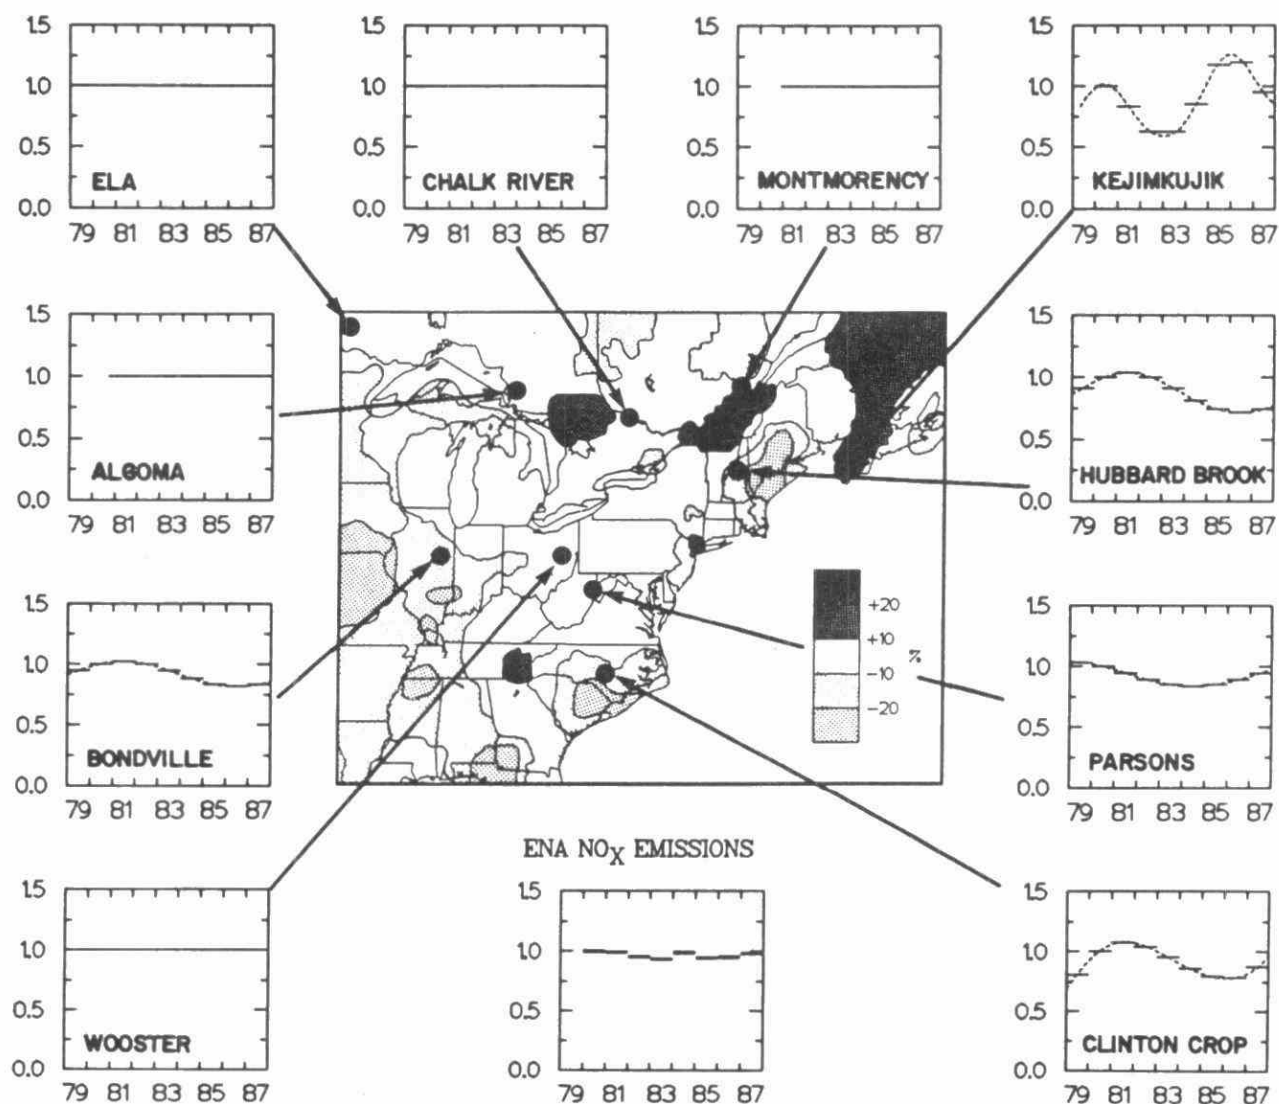 1.5
1.0
0.5
0.0
ELA
79 81 83 85 87
1.5
1.0
0.5
0.0
CHALK RIVER
79 81 83 85 87
1.5
1.0
0.5
0.0
MONTMORENCY
79 81 83 85 87
1.5
1.0
0.5
0.0
KEJIMKUJIK
79 81 83 85 87
1.5
1.0
0.5
0.0
ALGOMA
79 81 83 85 87
1.5
1.0
0.5
0.0
HUBBARD BROOK
79 81 83 85 87
1.5
1.0
0.5
0.0
BONDVILLE
79 81 83 85 87
+20
+10
%
-10
-20
1.5
1.0
0.5
0.0
PARSONS
79 81 83 85 87
1.5
1.0
0.5
0.0
WOOSTER
79 81 83 85 87
ENA NOX EMISSIONS
1.5
1.0
0.5
0.0
79 81 83 85 87
1.5
1.0
0.5
0.0
CLINTON CROP
79 81 83 85 87